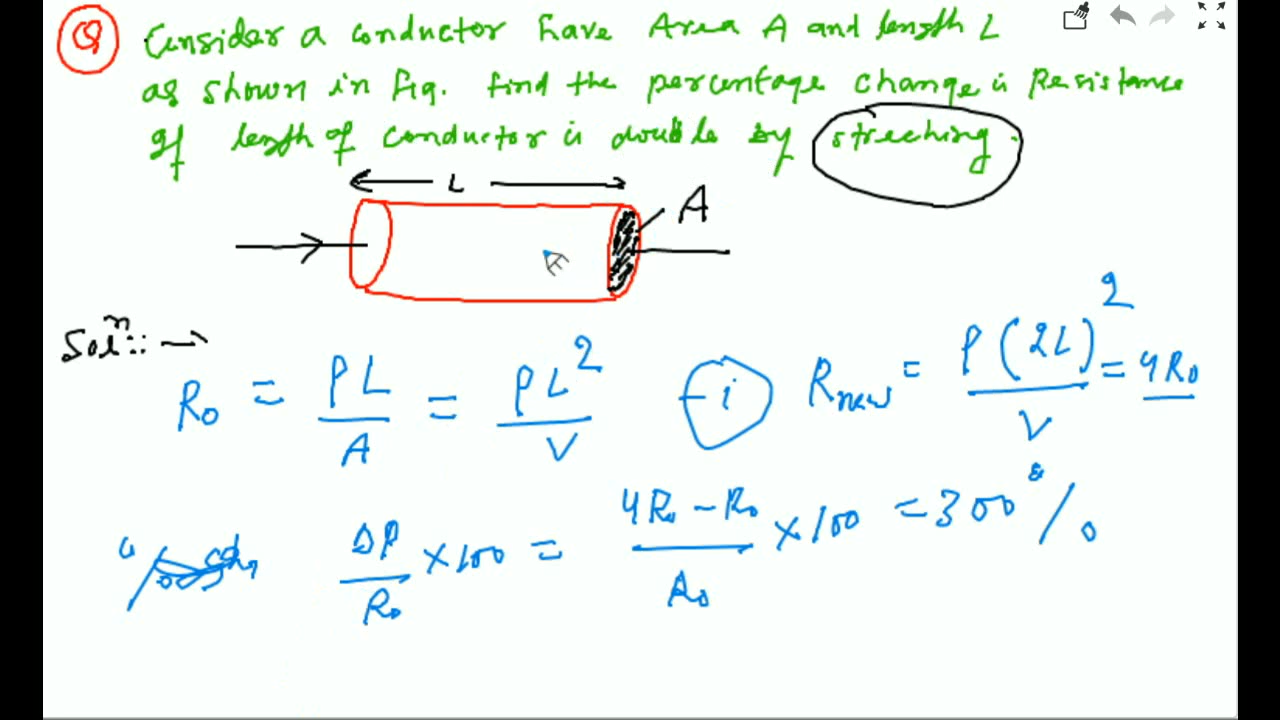 Q Consider a conductor have Area A and length L
as shown in fig. find the percentage change in Resistance
if length of conductor is double by streching.
L
A
Solⁿ:: →
R₀ = ρL/A = ρL²/V - i R new = ρ(2L)²/V = 4R₀
ΔR/R₀ × 100 = 4R₀ - R₀/R₀ × 100 = 300 %